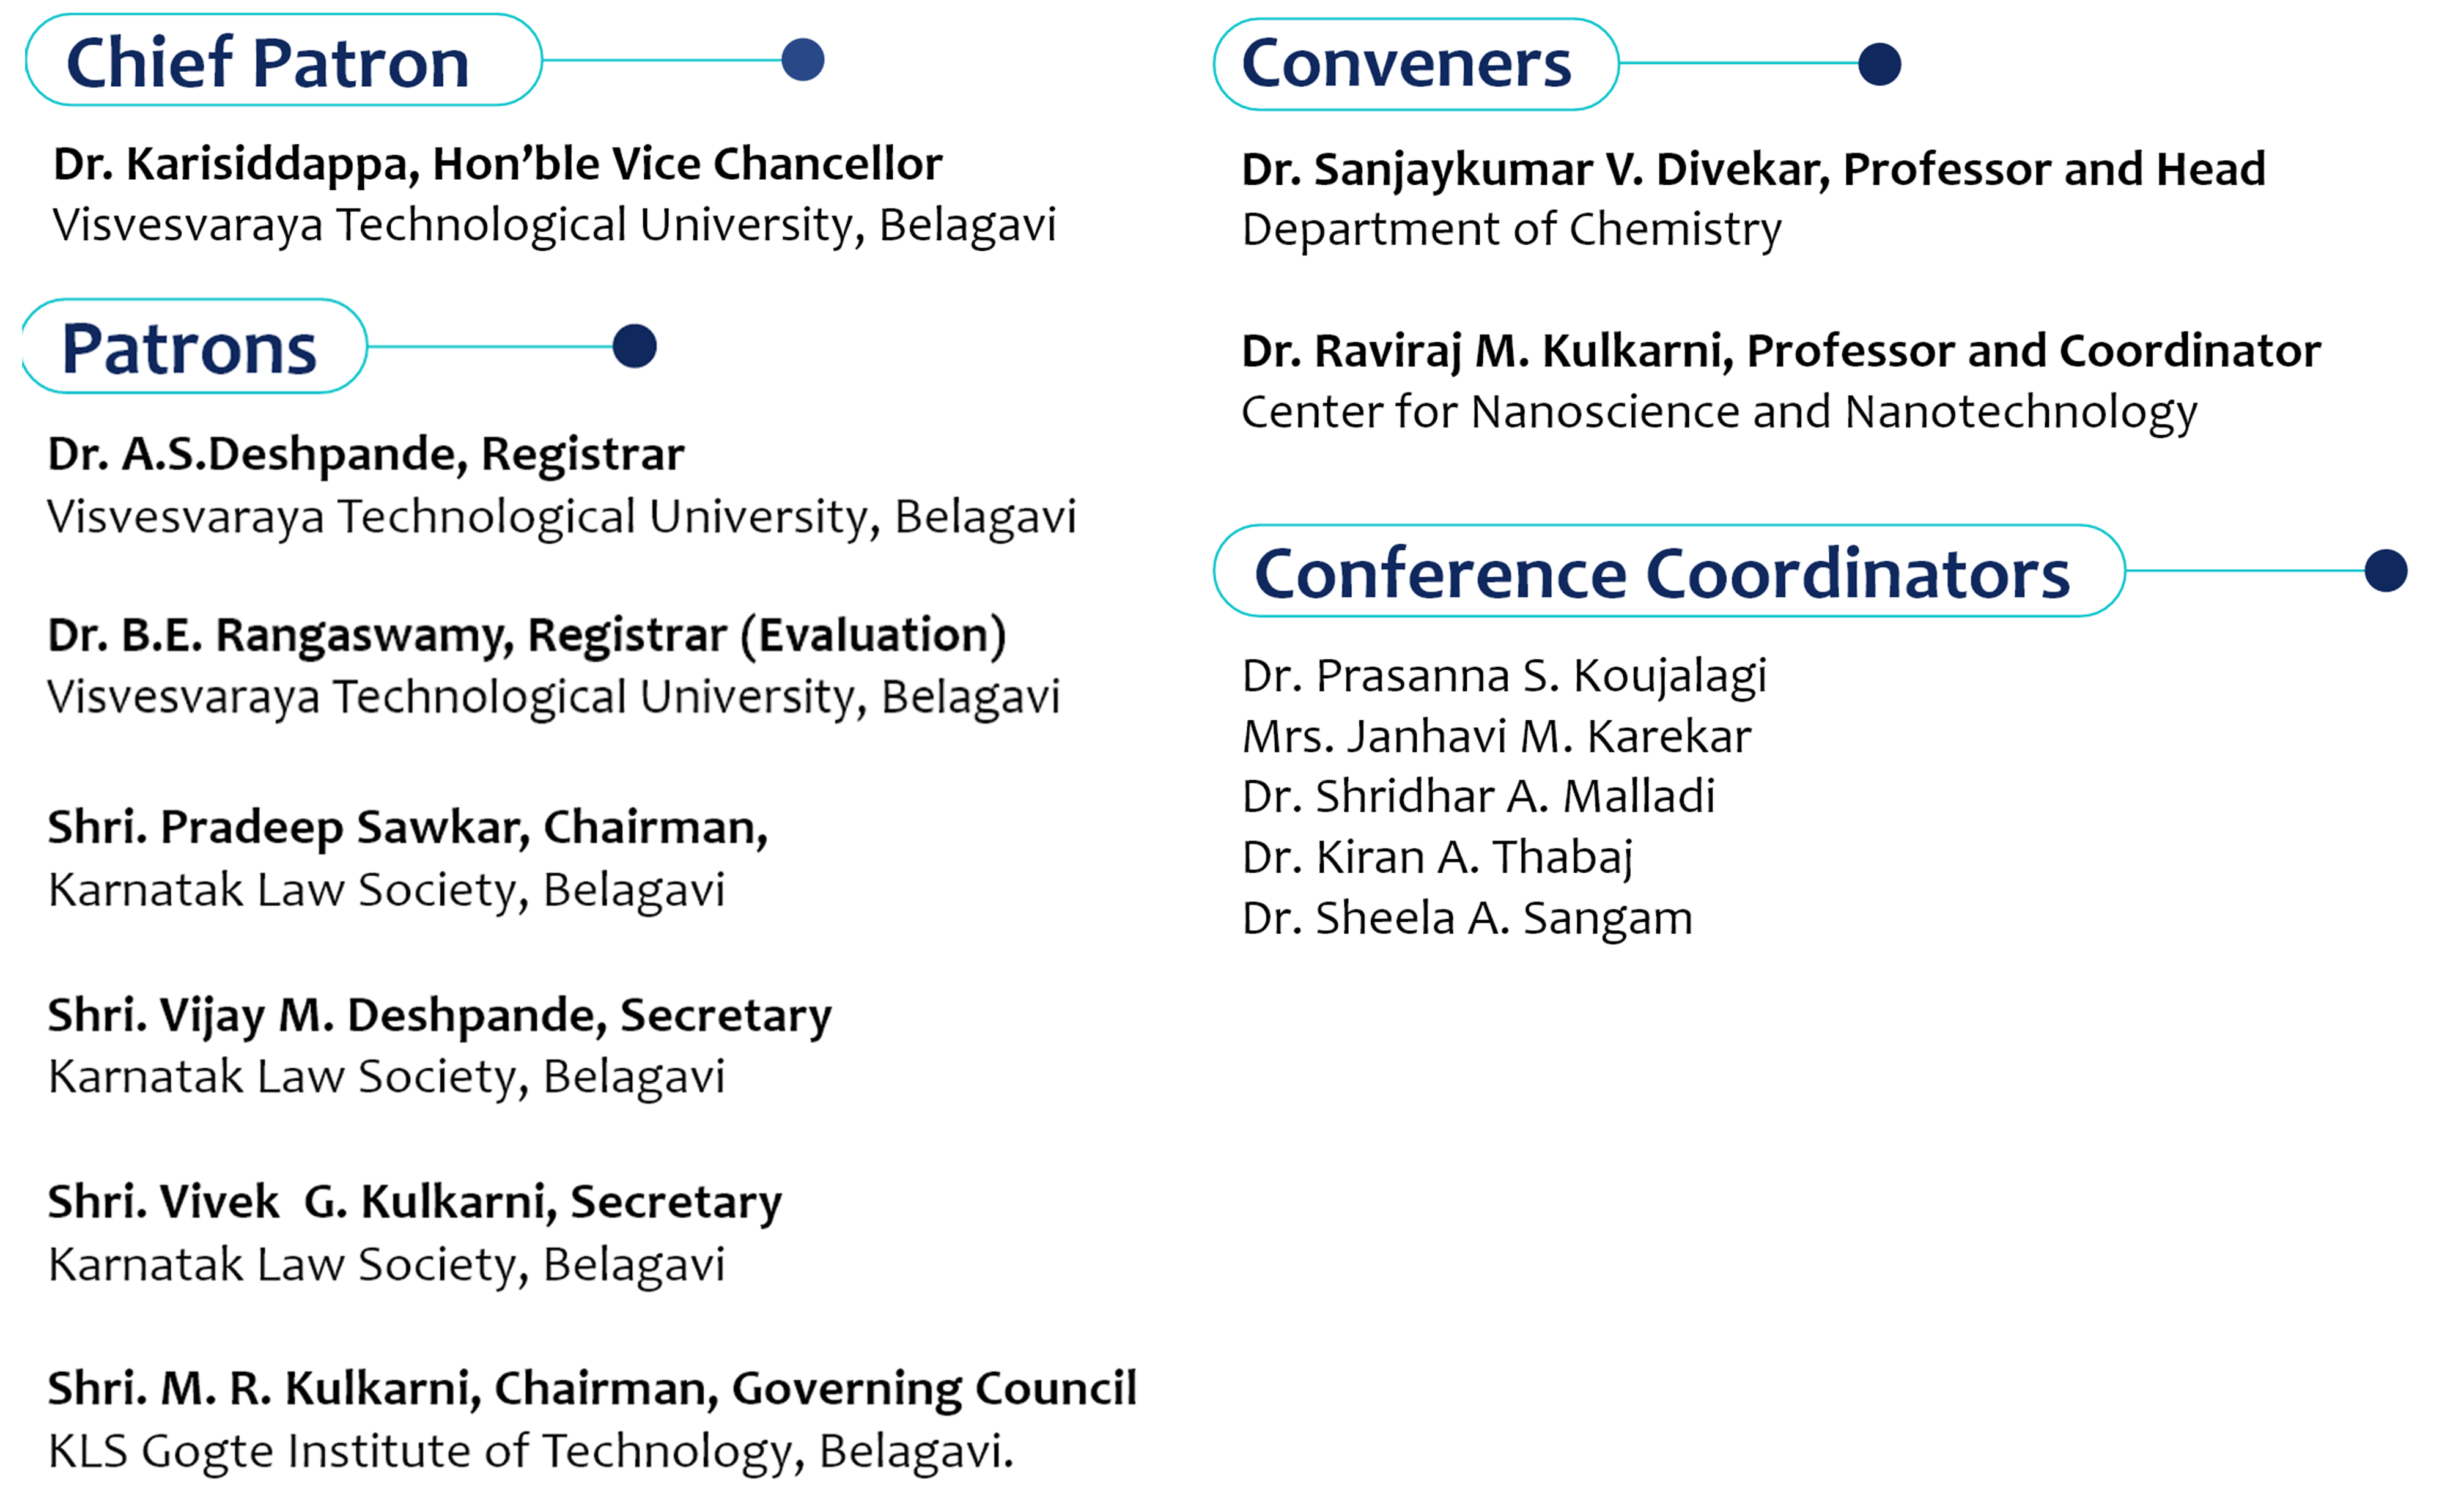 Chief Patron
Dr. Karisiddappa, Hon’ble Vice Chancellor
Visvesvaraya Technological University, Belagavi
Patrons
Dr. A.S.Deshpande, Registrar
Visvesvaraya Technological University, Belagavi
Dr. B.E. Rangaswamy, Registrar (Evaluation)
Visvesvaraya Technological University, Belagavi
Shri. Pradeep Sawkar, Chairman,
Karnatak Law Society, Belagavi
Shri. Vijay M. Deshpande, Secretary
Karnatak Law Society, Belagavi
Shri. Vivek  G. Kulkarni, Secretary
Karnatak Law Society, Belagavi
Shri. M. R. Kulkarni, Chairman, Governing Council
KLS Gogte Institute of Technology, Belagavi.
Conveners
Dr. Sanjaykumar V. Divekar, Professor and Head
Department of Chemistry
Dr. Raviraj M. Kulkarni, Professor and Coordinator
Center for Nanoscience and Nanotechnology
Conference Coordinators
Dr. Prasanna S. Koujalagi
Mrs. Janhavi M. Karekar
Dr. Shridhar A. Malladi
Dr. Kiran A. Thabaj
Dr. Sheela A. Sangam